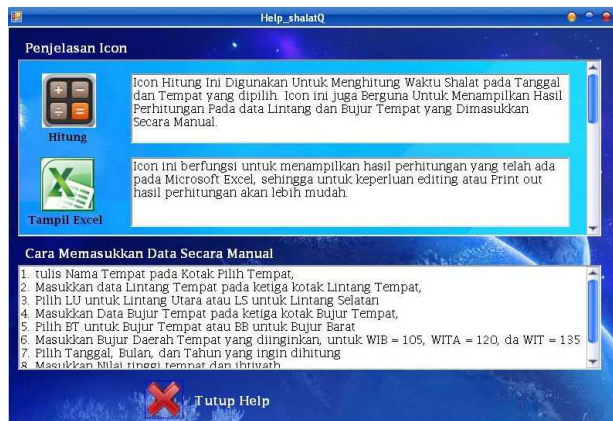 Help_shalatQ
Penjelasan Icon
Icon Hitung Ini Digunakan Untuk Menghitung Waktu Shalat pada Tanggal
dan Tempat yang dipilih. Icon ini juga Berguna Untuk Menampilkan Hasil
Perhitungan Pada data Lintang dan Bujur Tempat yang Dimasukkan
Secara Manual.
Hitung
Icon ini berfungsi untuk menampilkan hasil perhitungan yang telah ada
pada Microsoft Excel, sehingga untuk keperluan editing atau Print out
hasil perhitungan akan lebih mudah.
Tampil Excel
Cara Memasukkan Data Secara Manual
1. tulis Nama Tempat pada Kotak Pilih Tempat,
2. Masukkan data Lintang Tempat pada ketiga kotak Lintang Tempat,
3. Pilih LU untuk Lintang Utara atau LS untuk Lintang Selatan
4. Masukkan Data Bujur Tempat pada ketiga kotak Bujur Tempat,
5. Pilih BT untuk Bujur Tempat atau BB untuk Bujur Barat
6. Masukkan Bujur Daerah Tempat yang diinginkan, untuk WIB = 105, WITA = 120, da WIT = 135
7. Pilih Tanggal, Bulan, dan Tahun yang ingin dihitung
8. Masukkan Nilai tinggi tempat dan ihtiyath
Tutup Help